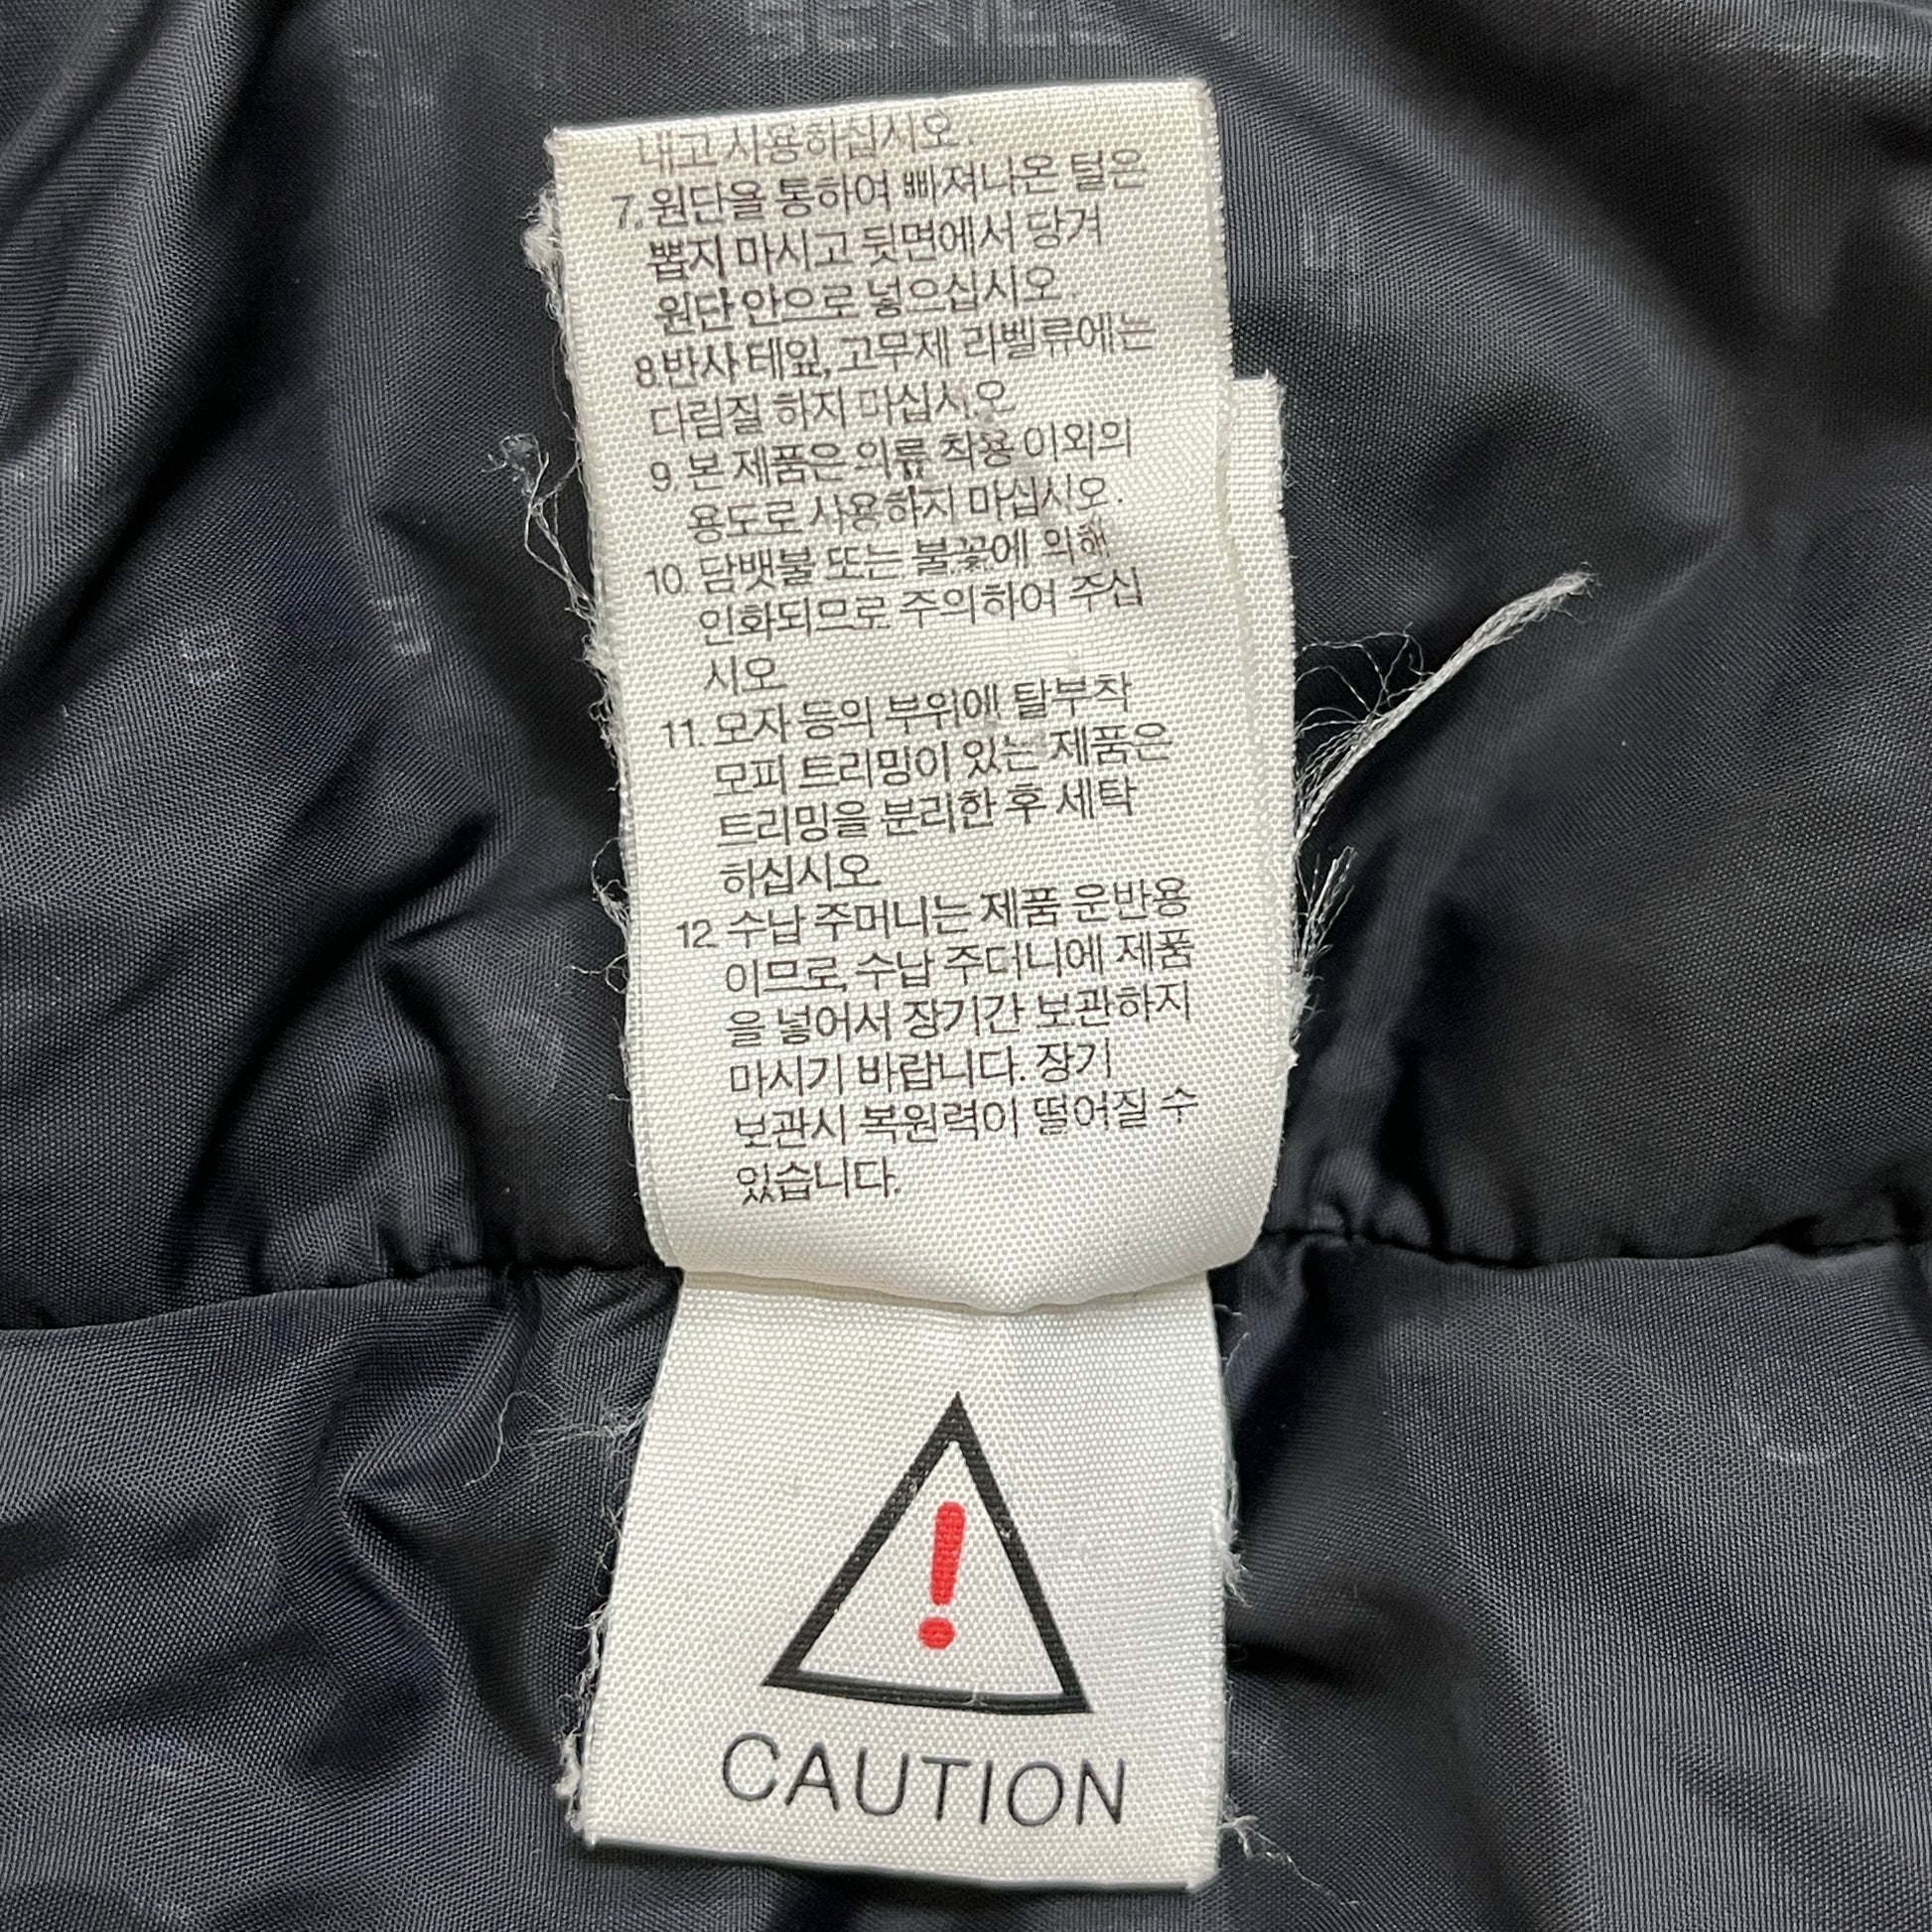 SERIES
내고 사용하십시오.
7. 원단을 통하여 빠져나온 털은
뽑지 마시고 뒷면에서 당겨
원단 안으로 넣으십시오.
8.반사 테잎, 고무제 라벨류에는
다림질 하지 마십시오
9. 본 제품은 의류 착용 이외의
용도로 사용하지 마십시오.
10. 담뱃불 또는 불꽃에 의해
인화되므로 주의하여 주십
시오.
11. 모자 등의 부위에 탈부착
모피 트리밍이 있는 제품은
트리밍을 분리한 후 세탁
하십시오.
12. 수납 주머니는 제품 운반용
이므로, 수납 주머니에 제품
을 넣어서 장기간 보관하지
마시기 바랍니다. 장기
보관시 복원력이 떨어질 수
있습니다.
!
CAUTION